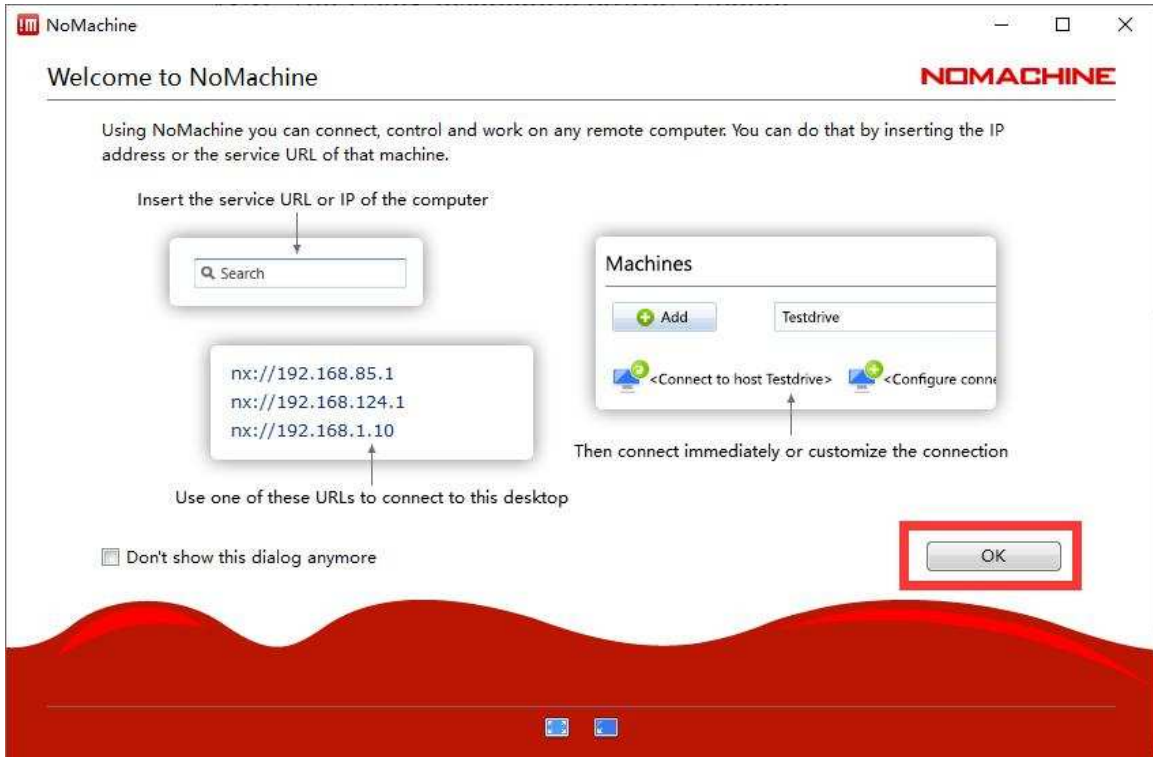 NoMachine
Welcome to NoMachine
NOMACHINE
Using NoMachine you can connect, control and work on any remote computer. You can do that by inserting the IP
address or the service URL of that machine.
Insert the service URL or IP of the computer
Search
nx://192.168.85.1
nx://192.168.124.1
nx://192.168.1.10
Use one of these URLs to connect to this desktop
Machines
Add
Testdrive
<Connect to host Testdrive>
<Configure conne
Then connect immediately or customize the connection
Don't show this dialog anymore
OK